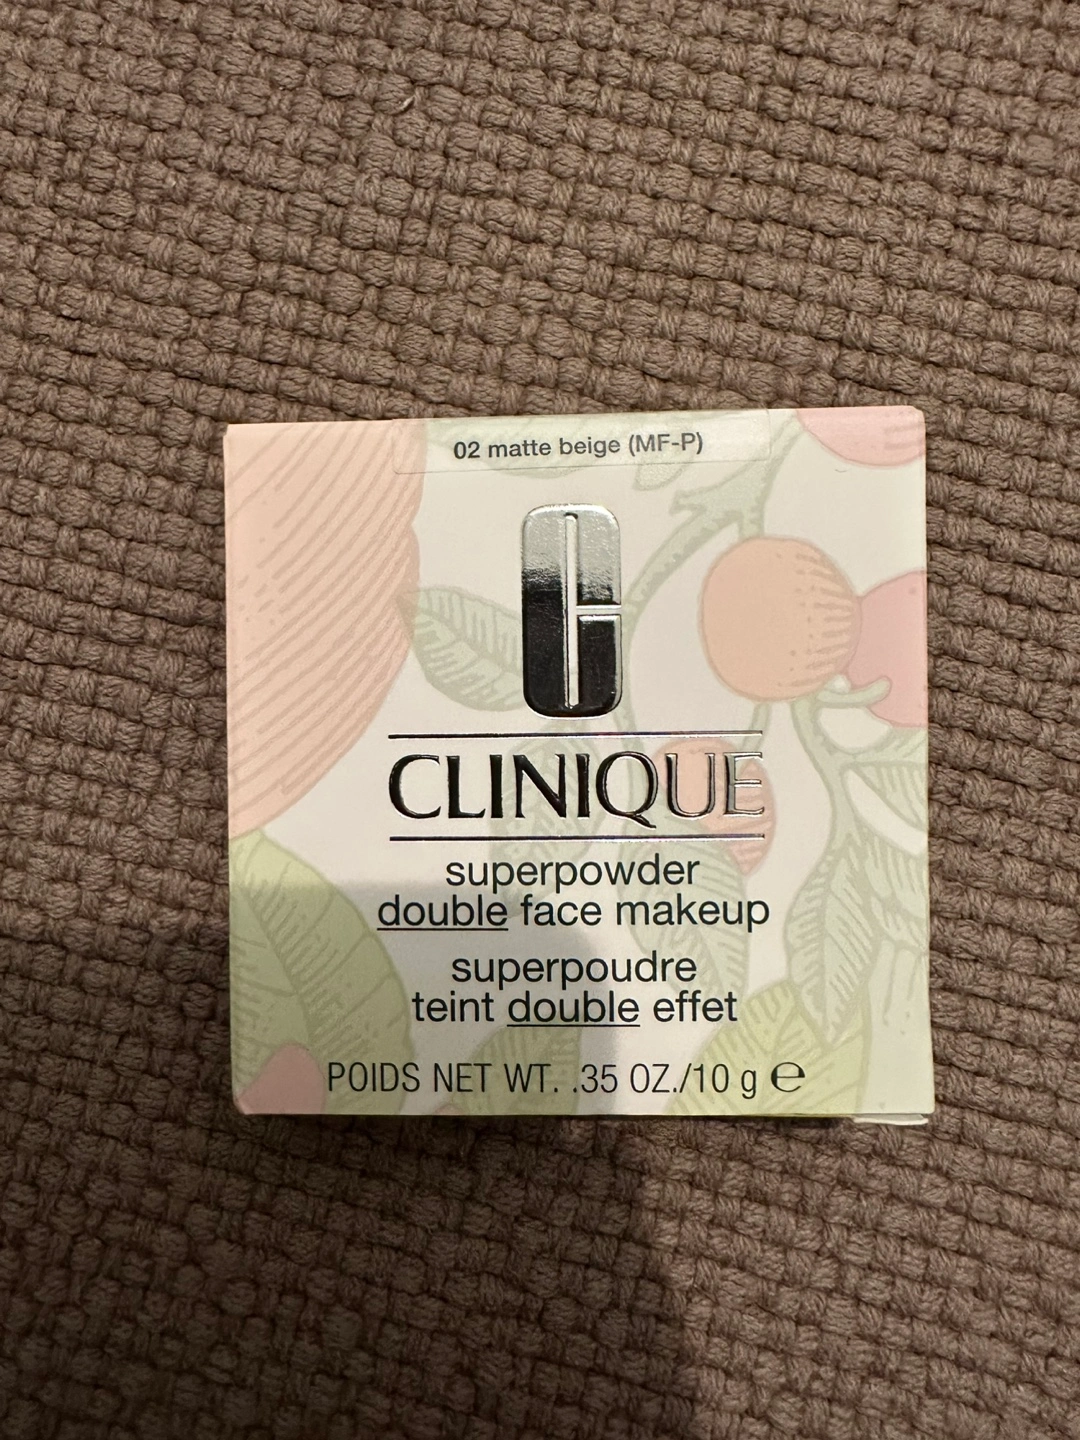 02 matte beige (MF-P)
CLINIQUE
superpowder
double face makeup
superpoudre
teint double effet
POIDS NET WT. .35 OZ./10 g ℮